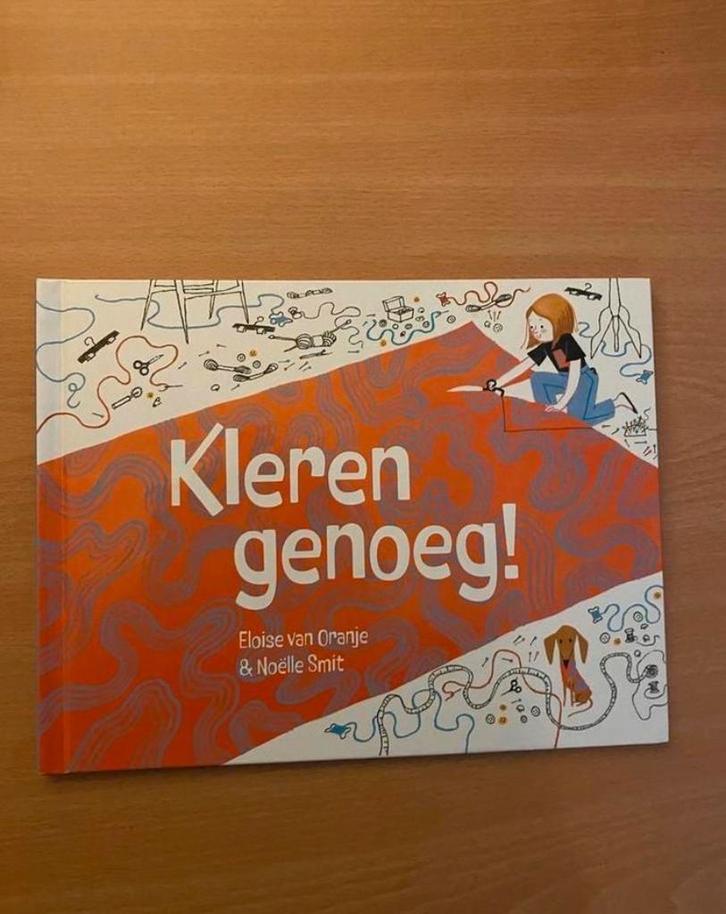 Kleren
genoeg!
Eloise van Oranje
& Noëlle Smit